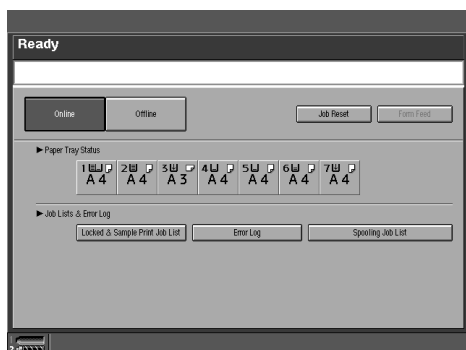 Ready
Online Offline Job Reset Form Feed
►Paper Tray Status
1 2 3 4 5 6 7
A4 A4 A3 A4 A4 A4 A4
►Job Lists & Error Log
Locked & Sample Print Job List Error Log Spooling Job List